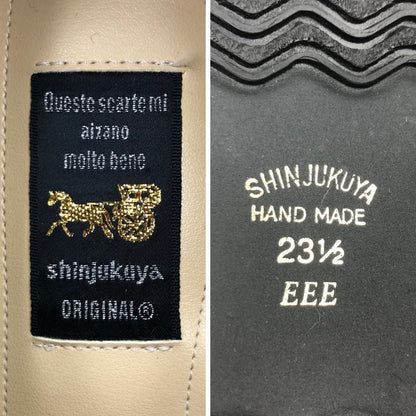 Queste scarte mi
aizano
molto bene
shinjukuya
ORIGINAL®
SHINJUKUYA
HAND MADE
23½
EEE